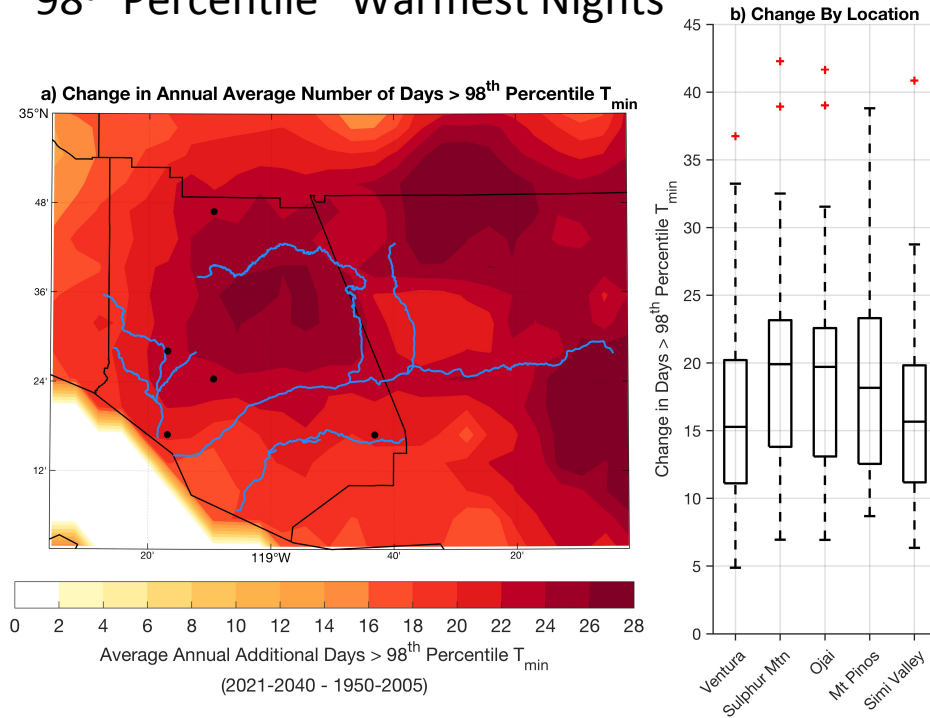 98th Percentile "Warmest Nights"
b) Change By Location
a) Change in Annual Average Number of Days > 98th Percentile Tmin
35°N
48'
36'
24'
12'
20'
119°W
40'
20'
0 2 4 6 8 10 12 14 16 18 20 22 24 26 28
Average Annual Additional Days > 98th Percentile Tmin
(2021-2040 - 1950-2005)
Change in Days > 98th Percentile Tmin
45
40
35
30
25
20
15
10
5
0
Ventura
Sulphur Mtn
Ojai
Mt Pinos
Simi Valley